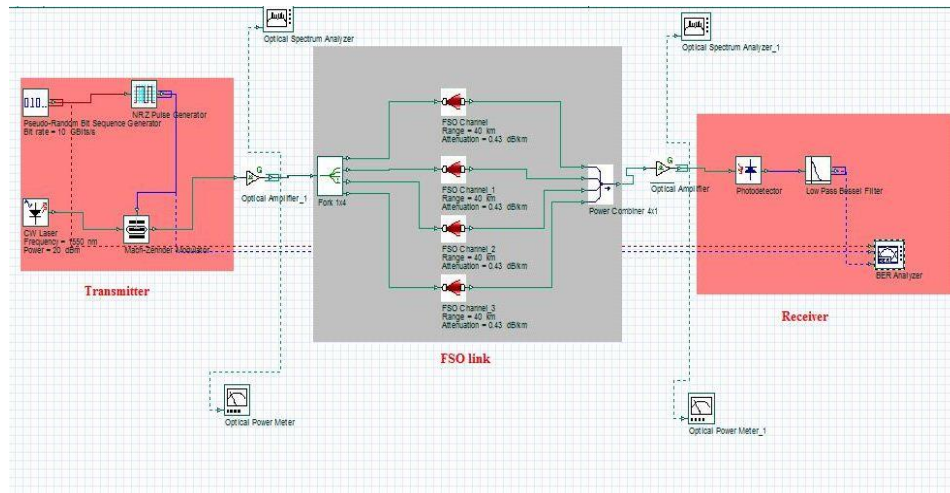 Optical Spectrum Analyzer
Optical Spectrum Analyzer_1
010..
NRZ Pulse Generator
Pseudo-Random Bit Sequence Generator
Bit rate = 10 GBits/s
CW Laser
Frequency = 1550 nm
Power = 20 dBm
Mach-Zehnder Modulator
Transmitter
G
Optical Amplifier_1
Fork 1x4
FSO Channel
Range = 40 km
Attenuation = 0.43 dB/km
FSO Channel_1
Range = 40 km
Attenuation = 0.43 dB/km
FSO Channel_2
Range = 40 km
Attenuation = 0.43 dB/km
FSO Channel_3
Range = 40 km
Attenuation = 0.43 dB/km
Power Combiner 4x1
FSO link
G
Optical Amplifier
Photodetector
Low Pass Bessel Filter
BER Analyzer
Receiver
Optical Power Meter
Optical Power Meter_1